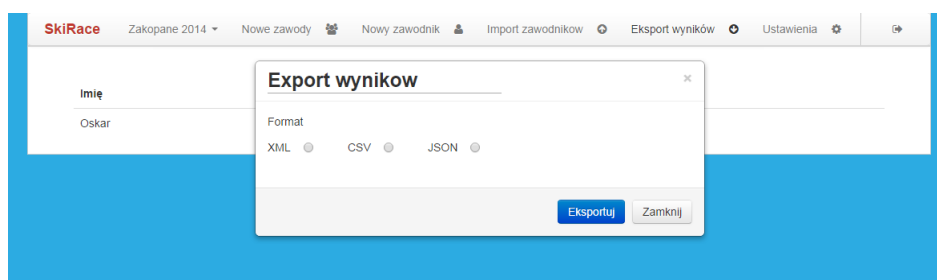 SkiRace Zakopane 2014 Nowe zawody Nowy zawodnik Import zawodnikow Eksport wyników Ustawienia
Export wynikow ×
Imię
Oskar
Format
XML CSV JSON
Eksportuj Zamknij